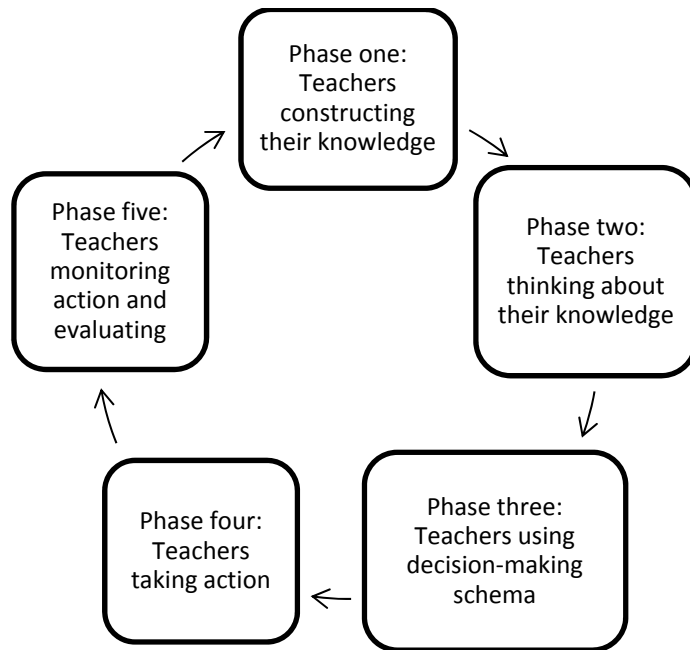 Phase one:
Teachers
constructing
their knowledge
Phase two:
Teachers
thinking about
their knowledge
Phase three:
Teachers using
decision-making
schema
Phase four:
Teachers
taking action
Phase five:
Teachers
monitoring
action and
evaluating